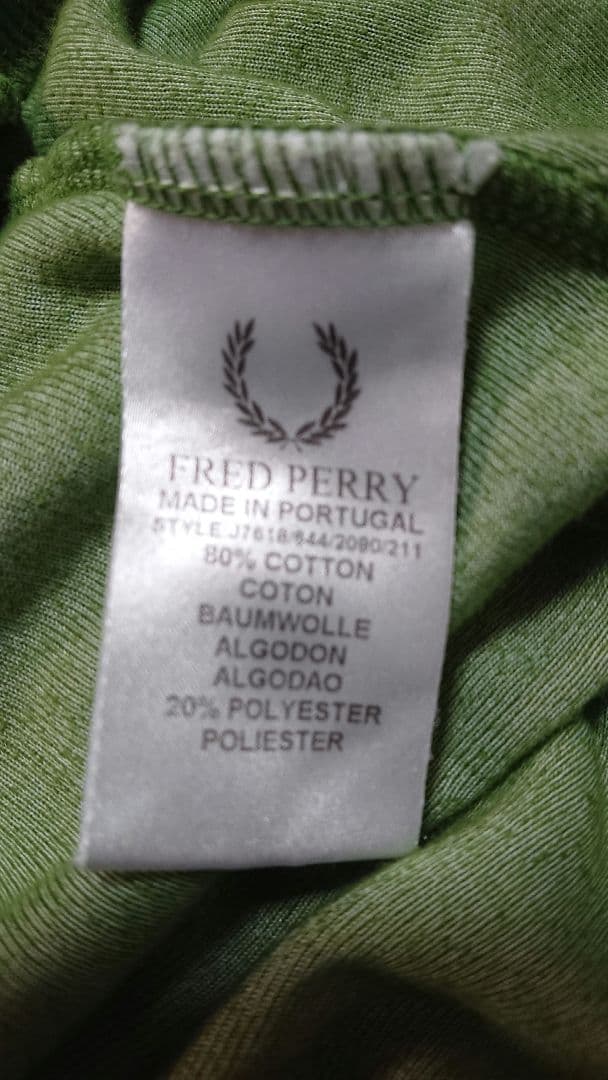 FRED PERRY
MADE IN PORTUGAL
STYLE J7618/644/2090/211
80% COTTON
COTON
BAUMWOLLE
ALGODON
ALGODAO
20% POLYESTER
POLIESTER